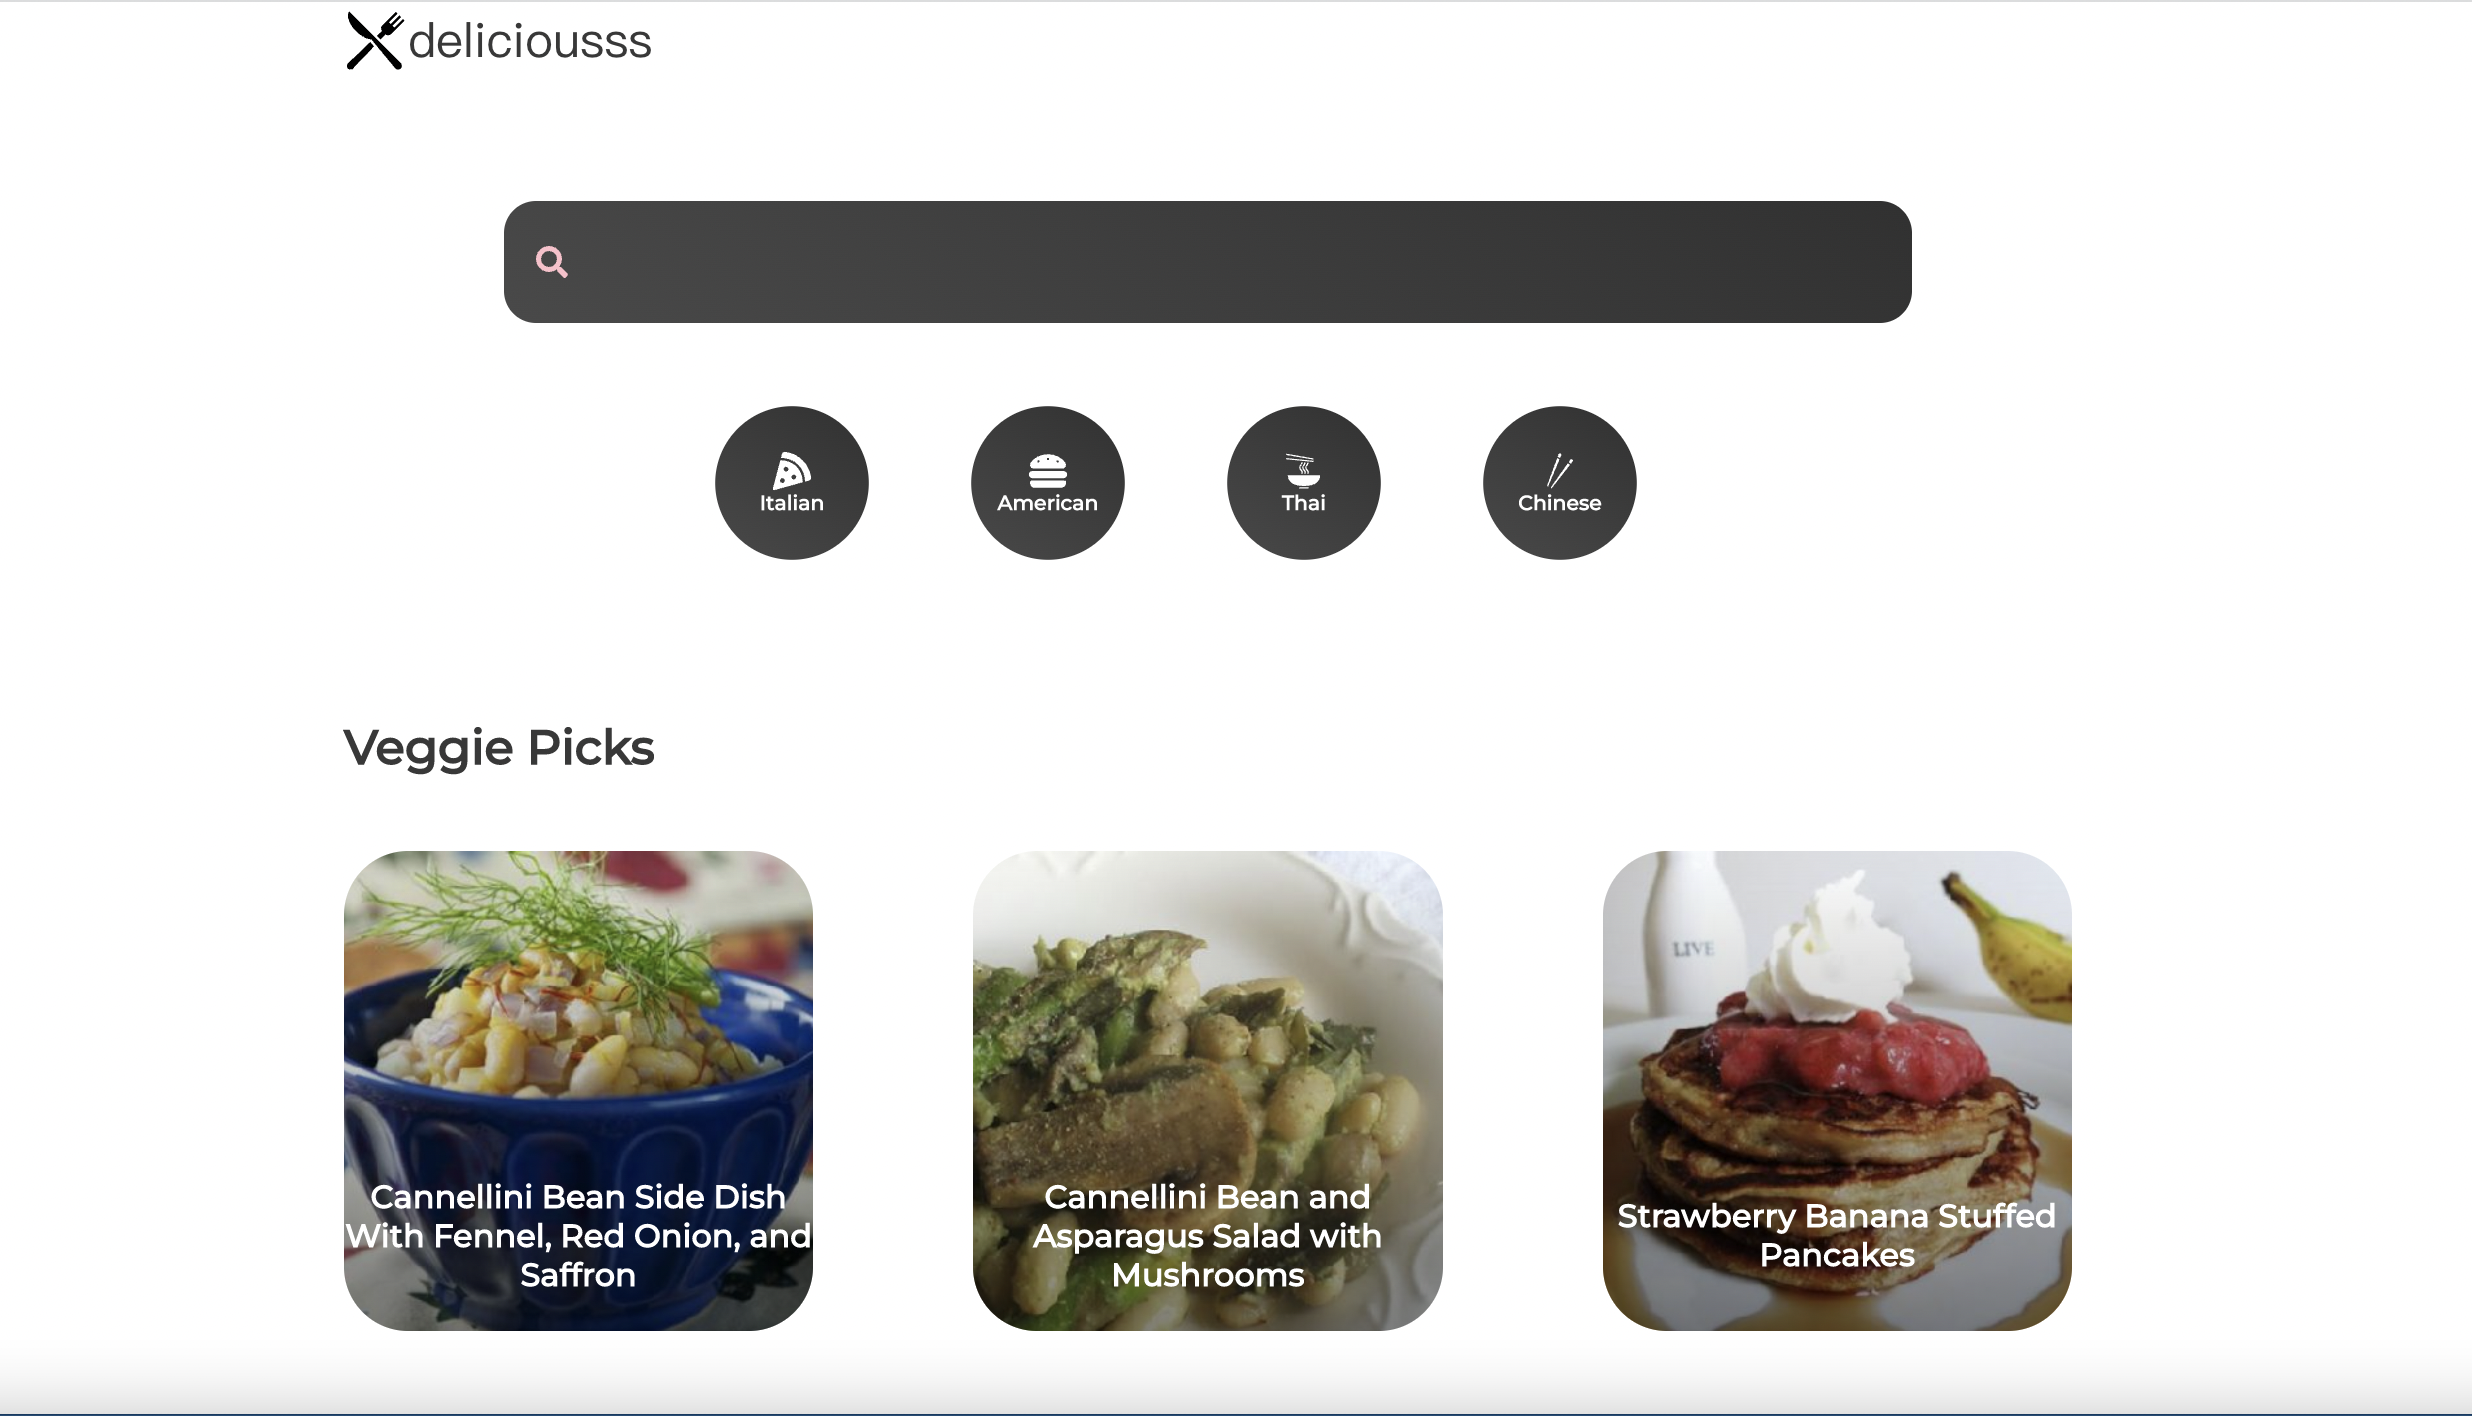 deliciousss
Italian
American
Thai
Chinese
Veggie Picks
Cannellini Bean Side Dish
With Fennel, Red Onion, and
Saffron
Cannellini Bean and
Asparagus Salad with
Mushrooms
LIVE
Strawberry Banana Stuffed
Pancakes